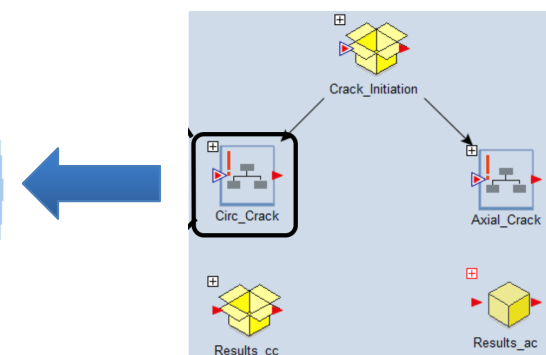 Crack_Initiation
Circ_Crack
Axial_Crack
Results_cc
Results_ac